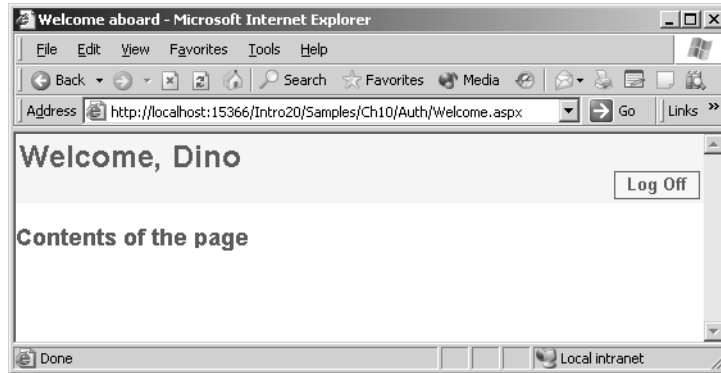 Welcome aboard - Microsoft Internet Explorer
File Edit View Favorites Tools Help
Back Search Favorites Media
Address http://localhost:15366/Intro20/Samples/Ch10/Auth/Welcome.aspx Go Links »
Welcome, Dino
Log Off
Contents of the page
Done Local intranet